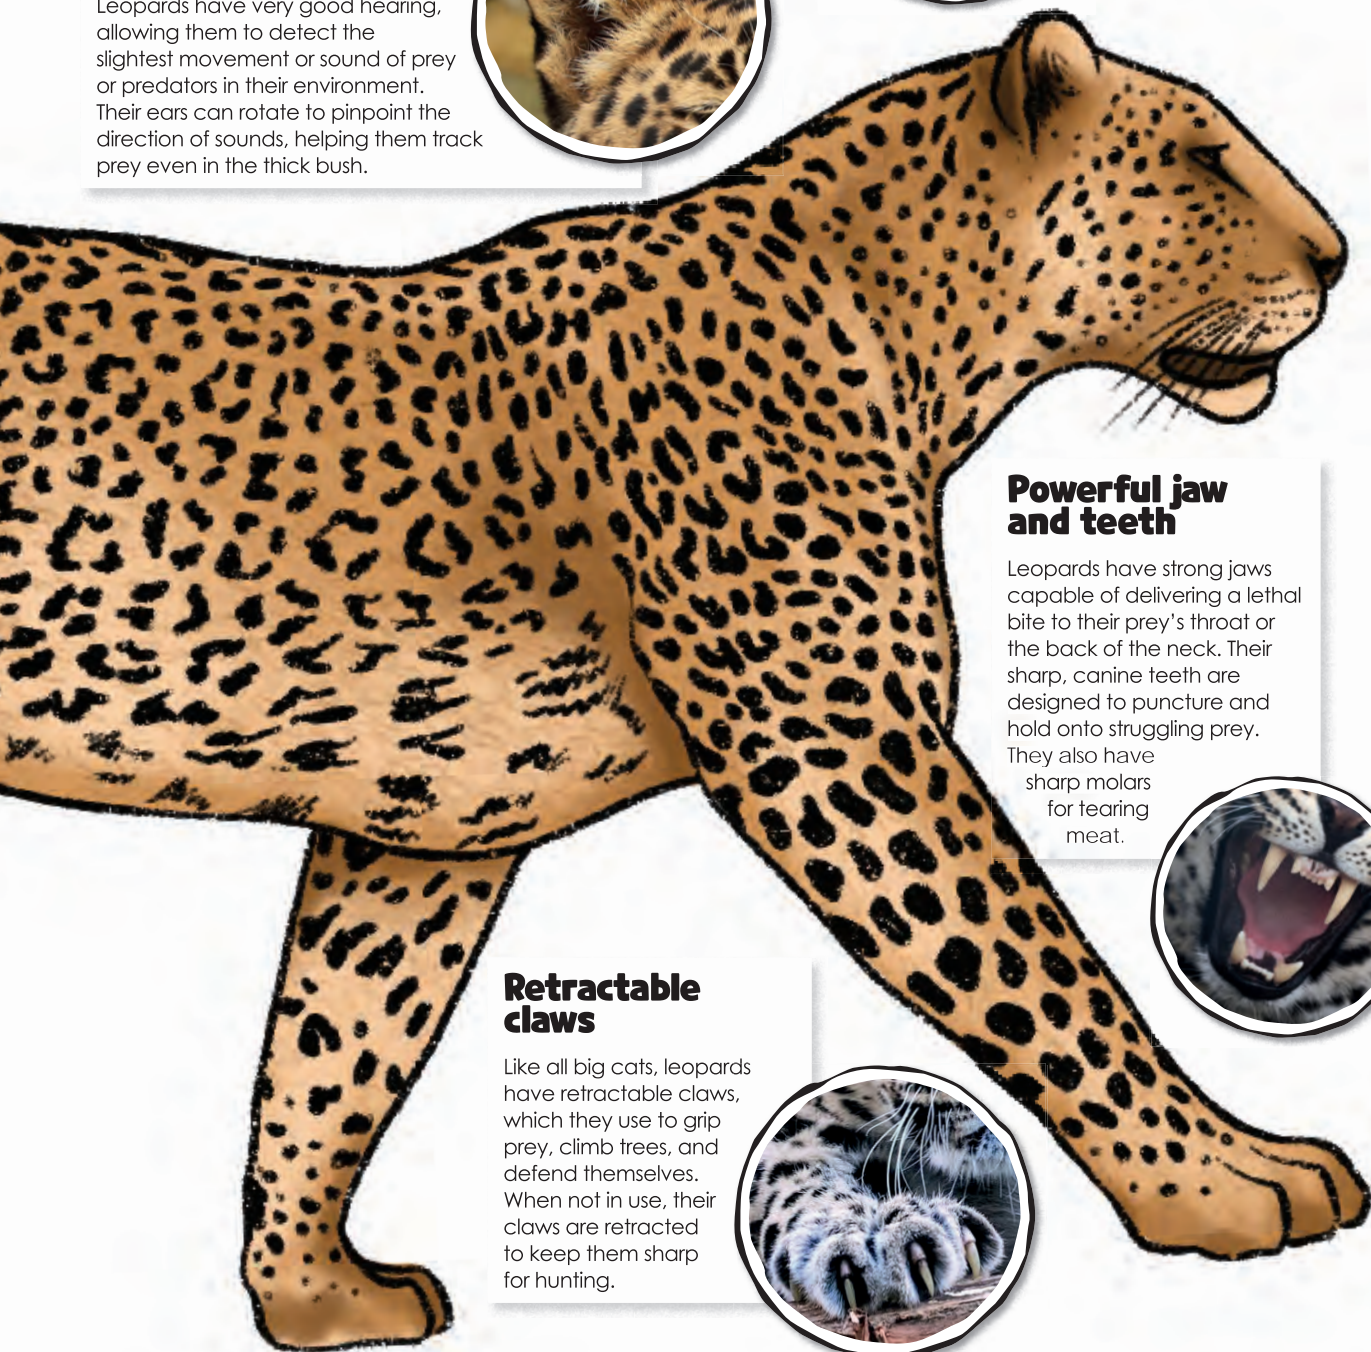 Leopards have very good hearing,
allowing them to detect the
slightest movement or sound of prey
or predators in their environment.
Their ears can rotate to pinpoint the
direction of sounds, helping them track
prey even in the thick bush.
Powerful jaw
and teeth
Leopards have strong jaws
capable of delivering a lethal
bite to their prey's throat or
the back of the neck. Their
sharp, canine teeth are
designed to puncture and
hold onto struggling prey.
They also have
sharp molars
for tearing
meat.
Retractable
claws
Like all big cats, leopards
have retractable claws,
which they use to grip
prey, climb trees, and
defend themselves.
When not in use, their
claws are retracted
to keep them sharp
for hunting.